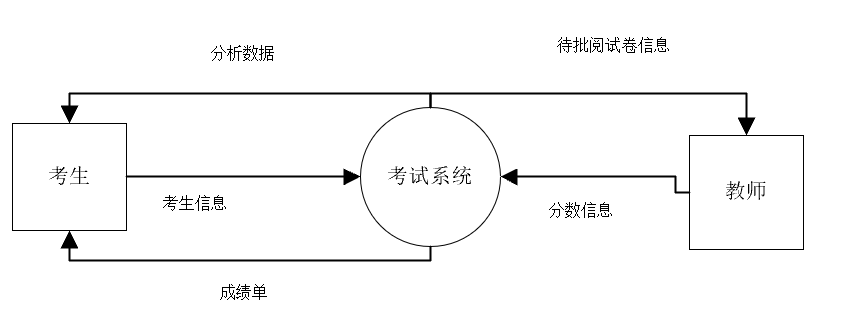 分析数据
待批阅试卷信息
考生
考试系统
教师
考生信息
分数信息
成绩单